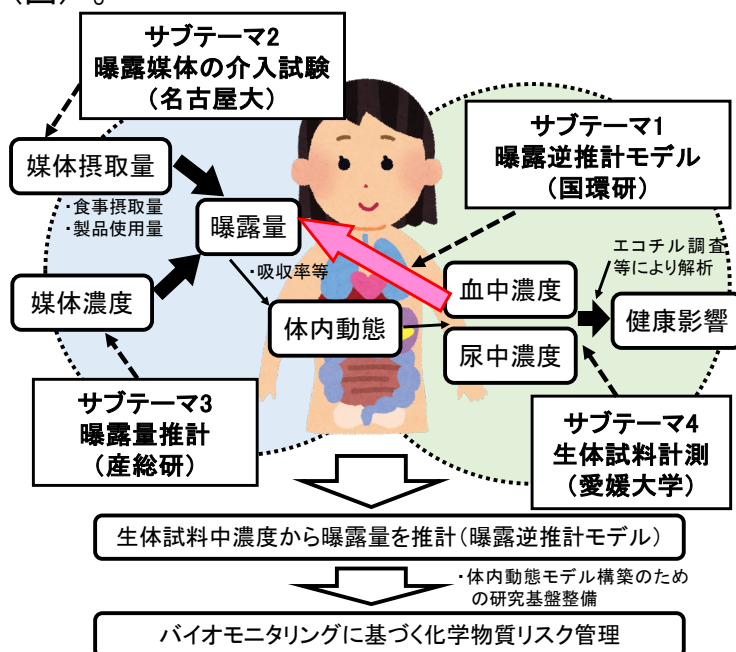 サブテーマ2
曝露媒体の介入試験
（名古屋大）
サブテーマ1
曝露逆推計モデル
（国環研）
媒体摂取量
・食事摂取量
・製品使用量
曝露量
・吸収率等
エコチル調査
等により解析
媒体濃度
体内動態
血中濃度
尿中濃度
健康影響
サブテーマ3
曝露量推計
（産総研）
サブテーマ4
生体試料計測
（愛媛大学）
生体試料中濃度から曝露量を推計（曝露逆推計モデル）
・体内動態モデル構築のため
の研究基盤整備
バイオモニタリングに基づく化学物質リスク管理